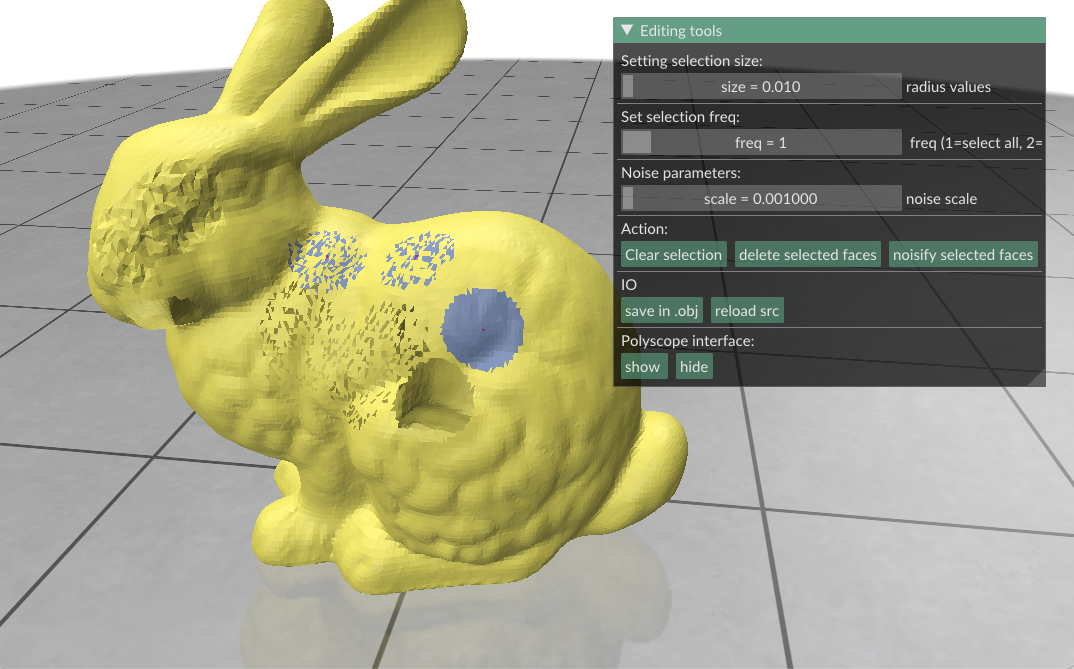 Editing tools
Setting selection size:
size = 0.010 radius values
Set selection freq:
freq = 1 freq (1=select all, 2=
Noise parameters:
scale = 0.001000 noise scale
Action:
Clear selection delete selected faces noisify selected faces
IO
save in .obj reload src
Polyscope interface:
show hide